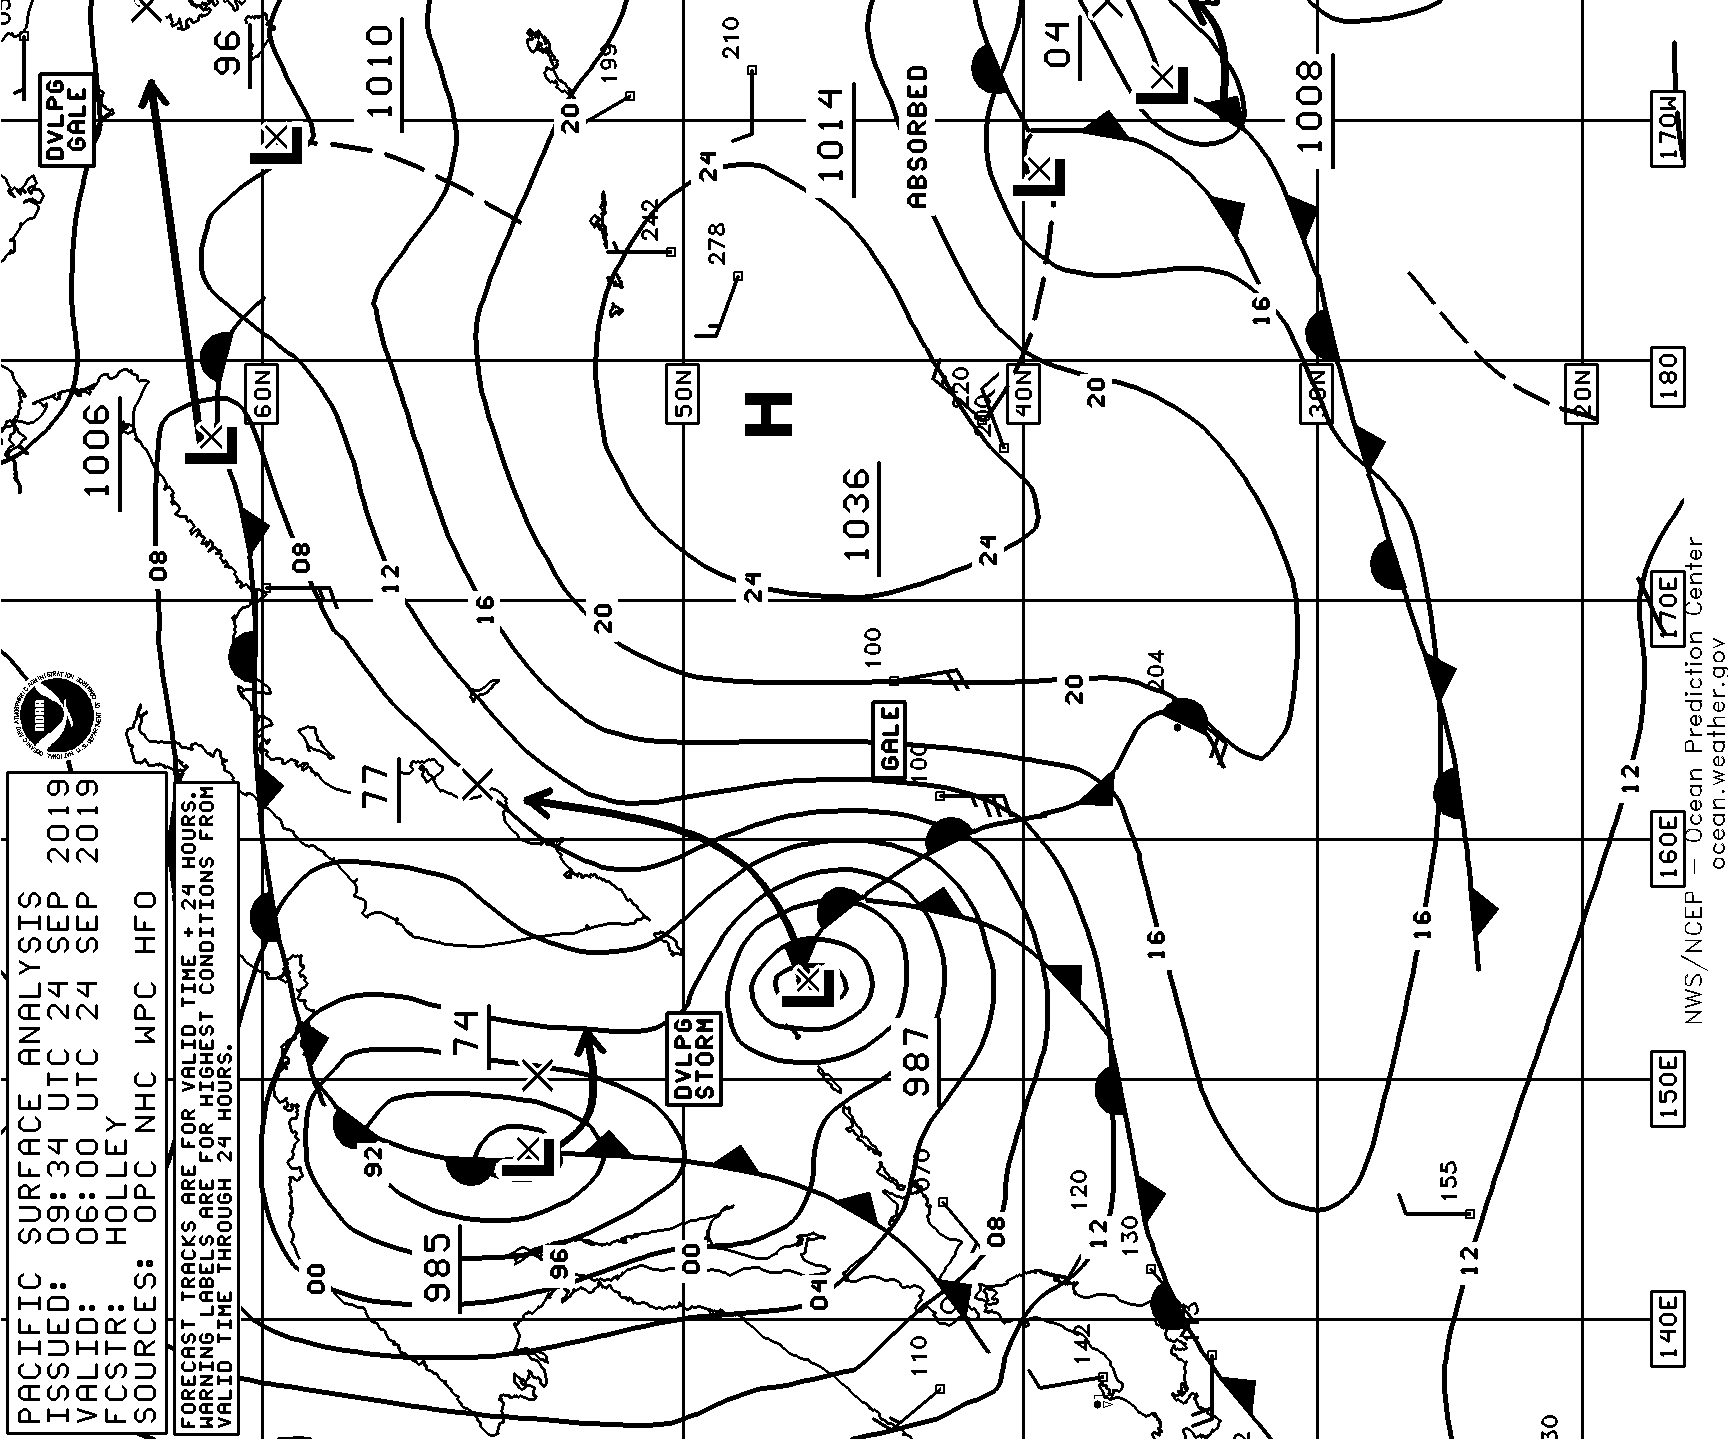 PACIFIC SURFACE ANALYSIS
ISSUED: 09:34 UTC 24 SEP 2019
VALID: 06:00 UTC 24 SEP 2019
FCSTR: HOLLEY
SOURCES: OPC NHC WPC HFO
FORECAST TRACKS ARE FOR VALID TIME + 24 HOURS.
WARNING LABELS ARE FOR HIGHEST CONDITIONS FROM
VALID TIME THROUGH 24 HOURS.
NOAA
DVLPG
GALE
96
1010
199
210
20
24
1014
ABSORBED
04
1008
170W
L
L
L
L
242
278
16
1006
L
60N
50N
H
40N
30N
20N
180
220
200
20
08
08
12
16
20
24
24
1036
100
20
204
170E
77
GALE
100
12
160E
16
16
74
DVLPG
STORM
L
987
150E
92
L
985
00
96
00
04
08
12
120
130
155
12
140E
110
142
30
NWS/NCEP – Ocean Prediction Center
ocean.weather.gov